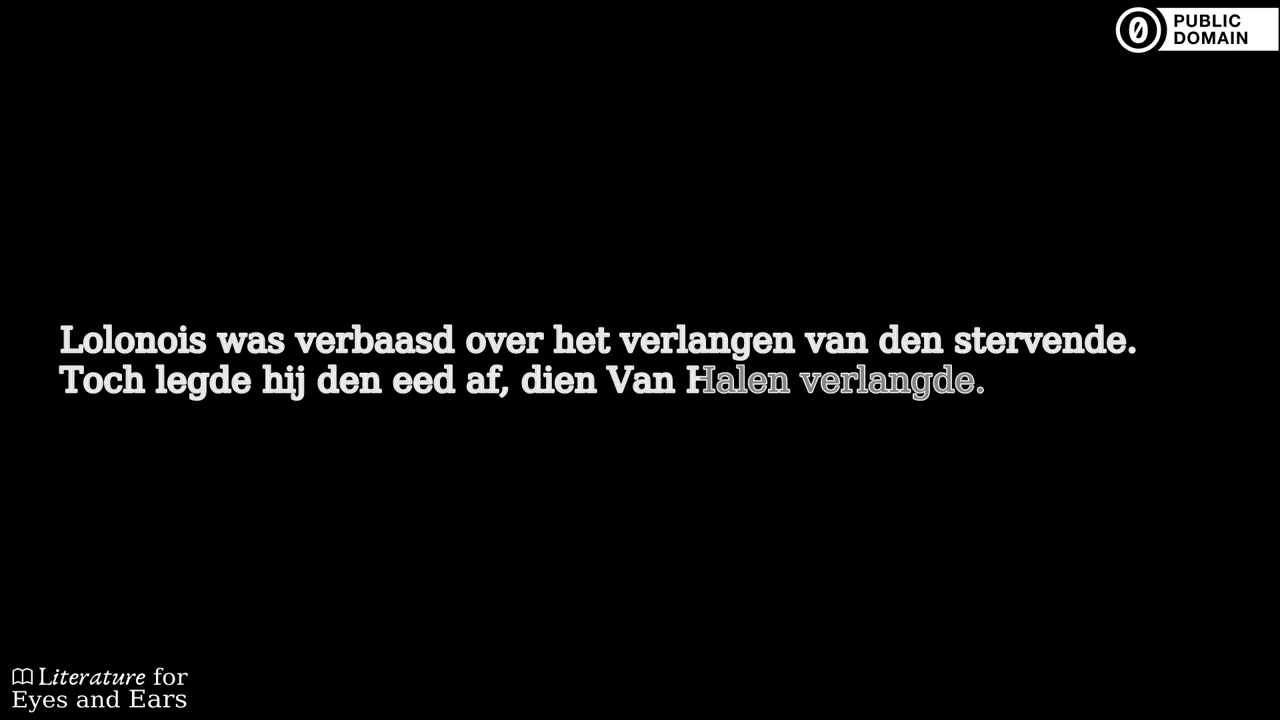 PUBLIC
DOMAIN
Lolonois was verbaasd over het verlangen van den stervende.
Toch legde hij den eed af, dien Van Halen verlangde.
Literature for
Eyes and Ears